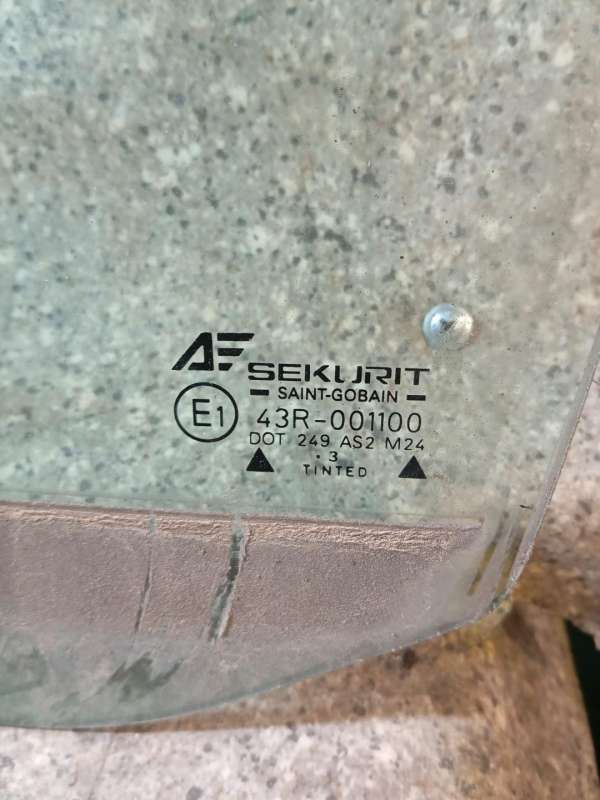 AF SEKURIT
SAINT-GOBAIN
E1 43R-001100
DOT 249 AS2 M24
. 3
TINTED